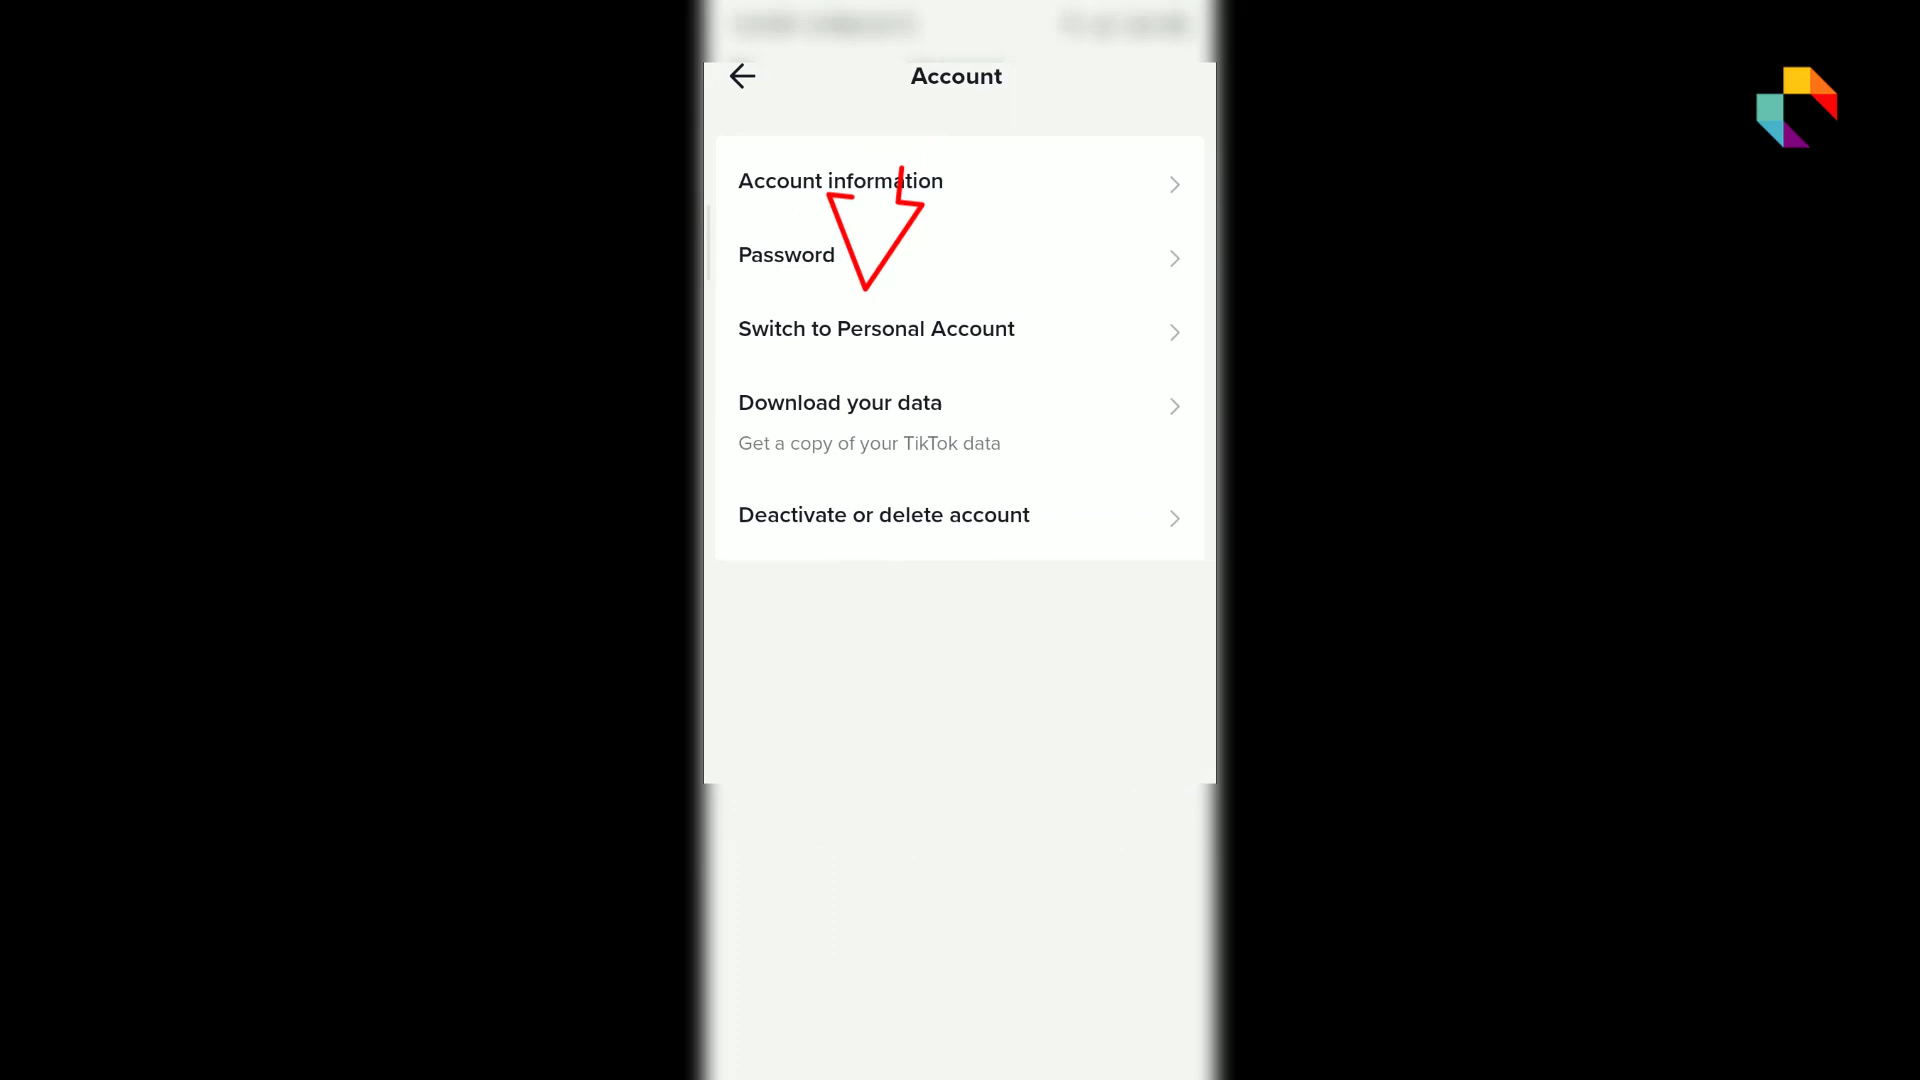 Account
Account information
Password
Switch to Personal Account
Download your data
Get a copy of your TikTok data
Deactivate or delete account